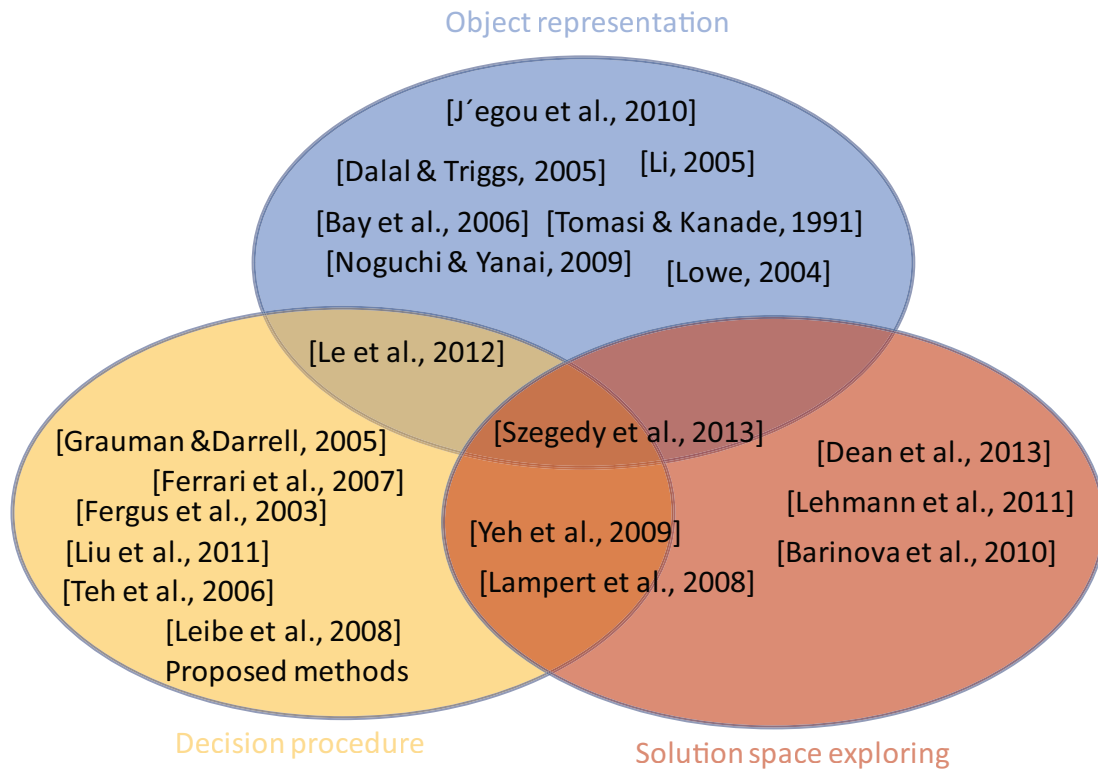 Object representation
[J´egou et al., 2010]
[Dalal & Triggs, 2005]
[Li, 2005]
[Bay et al., 2006]
[Tomasi & Kanade, 1991]
[Noguchi & Yanai, 2009]
[Lowe, 2004]
[Le et al., 2012]
[Szegedy et al., 2013]
[Grauman &Darrell, 2005]
[Ferrari et al., 2007]
[Fergus et al., 2003]
[Liu et al., 2011]
[Teh et al., 2006]
[Leibe et al., 2008]
Proposed methods
[Yeh et al., 2009]
[Lampert et al., 2008]
[Dean et al., 2013]
[Lehmann et al., 2011]
[Barinova et al., 2010]
Decision procedure
Solution space exploring